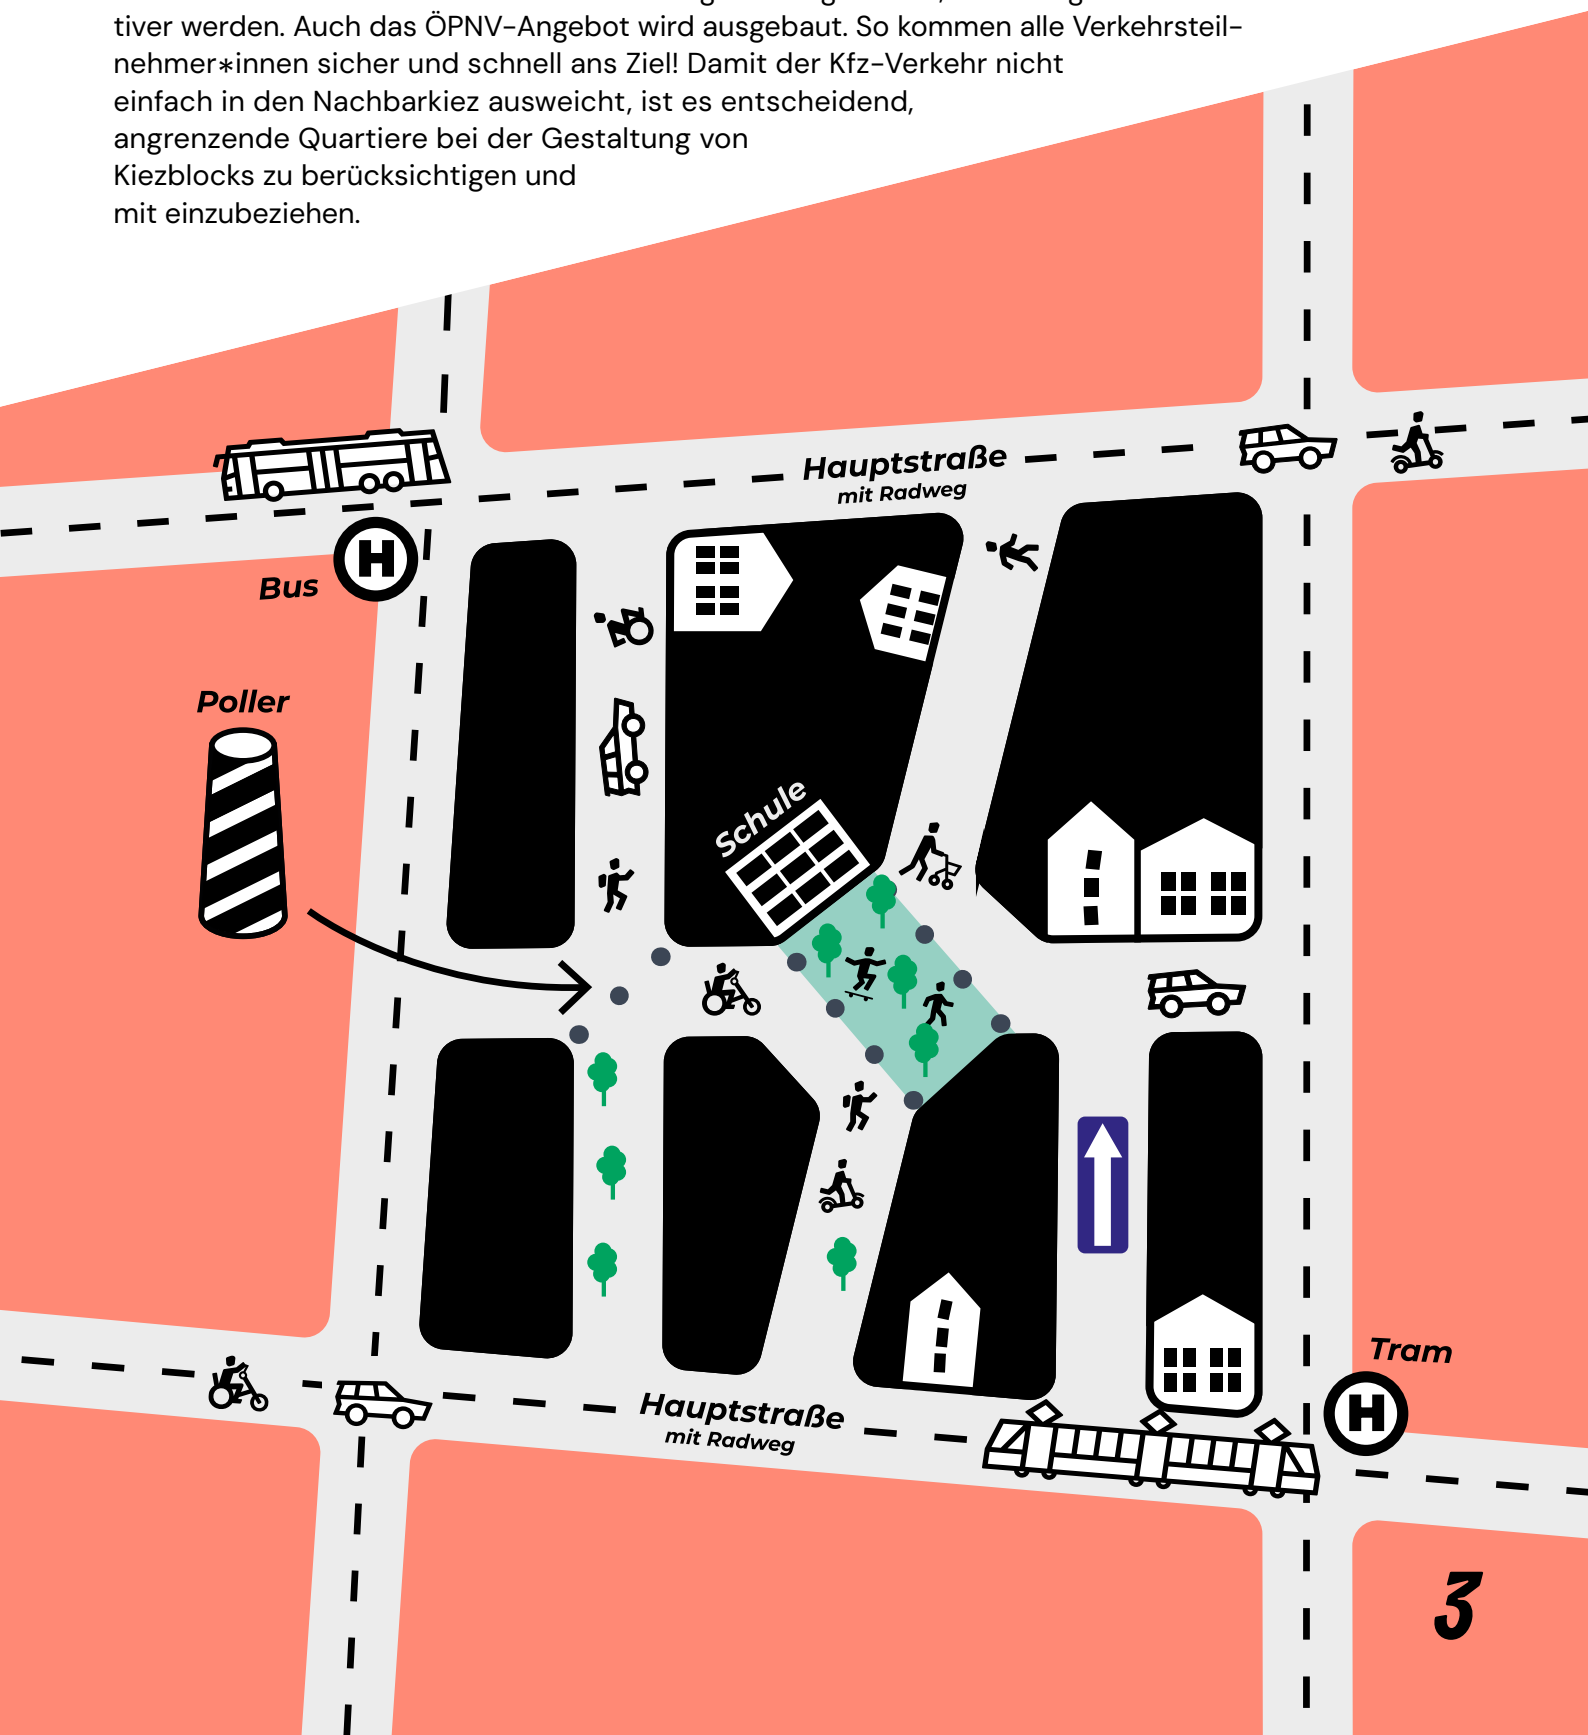 tiver werden. Auch das ÖPNV-Angebot wird ausgebaut. So kommen alle Verkehrsteil-
nehmer*innen sicher und schnell ans Ziel! Damit der Kfz-Verkehr nicht
einfach in den Nachbarkiez ausweicht, ist es entscheidend,
angrenzende Quartiere bei der Gestaltung von
Kiezblocks zu berücksichtigen und
mit einzubeziehen.
Hauptstraße
mit Radweg
H
Bus
Poller
Schule
Tram
H
Hauptstraße
mit Radweg
3